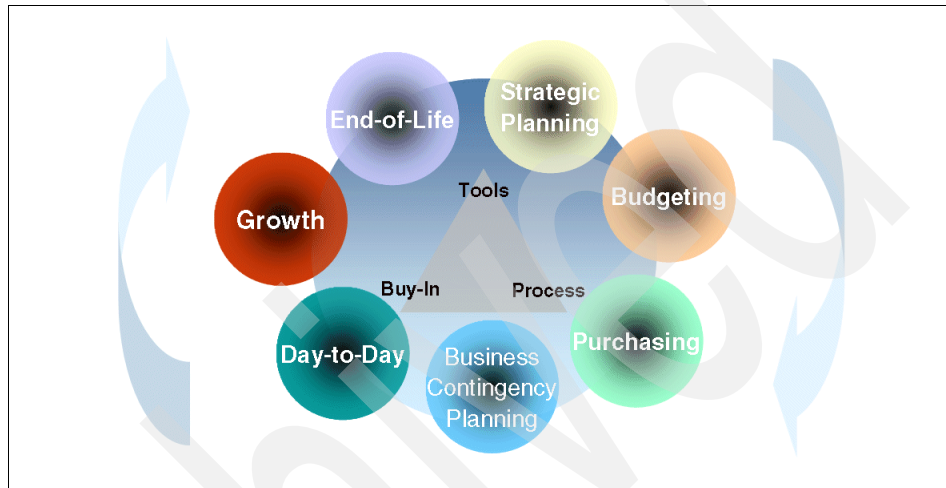 Strategic
Planning
End-of-Life
Budgeting
Tools
Growth
Buy-In
Process
Purchasing
Day-to-Day
Business
Contingency
Planning